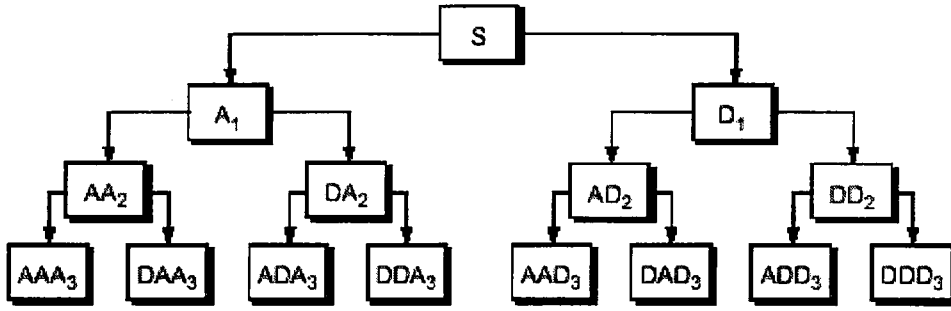 S
A₁ D₁
AA₂ DA₂ AD₂ DD₂
AAA₃ DAA₃ ADA₃ DDA₃ AAD₃ DAD₃ ADD₃ DDD₃